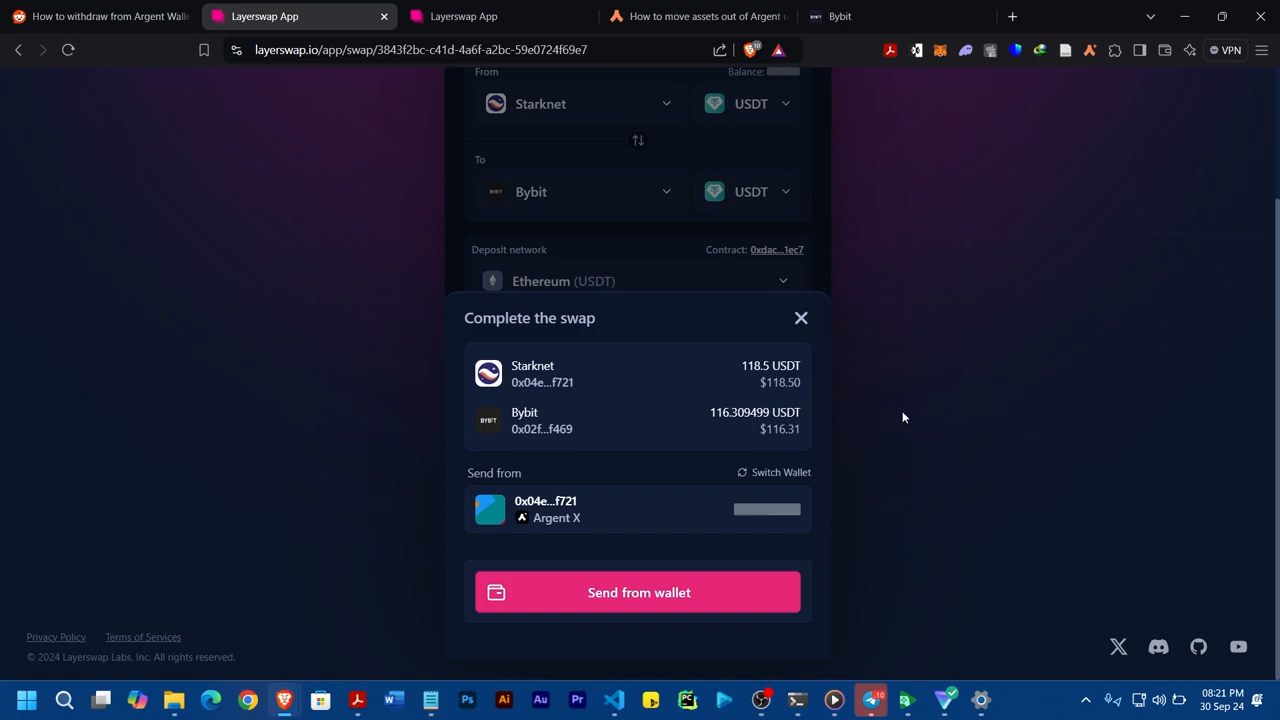 How to withdraw from Argent Walle
Layerswap App
Layerswap App
How to move assets out of Argent u
Bybit
layerswap.io/app/swap/3843f2bc-c41d-4a6f-a2bc-59e0724f69e7
10
VPN
From
Balance:
Starknet
USDT
To
Bybit
USDT
Deposit network
Contract: 0xdac...1ec7
Ethereum (USDT)
Complete the swap
Starknet
118.5 USDT
0x04e...f721
$118.50
Bybit
116.309499 USDT
0x02f...f469
$116.31
Send from
Switch Wallet
0x04e...f721
Argent X
Send from wallet
Privacy Policy
Terms of Services
© 2024 Layerswap Labs, Inc. All rights reserved.
08:21 PM
30 Sep 24